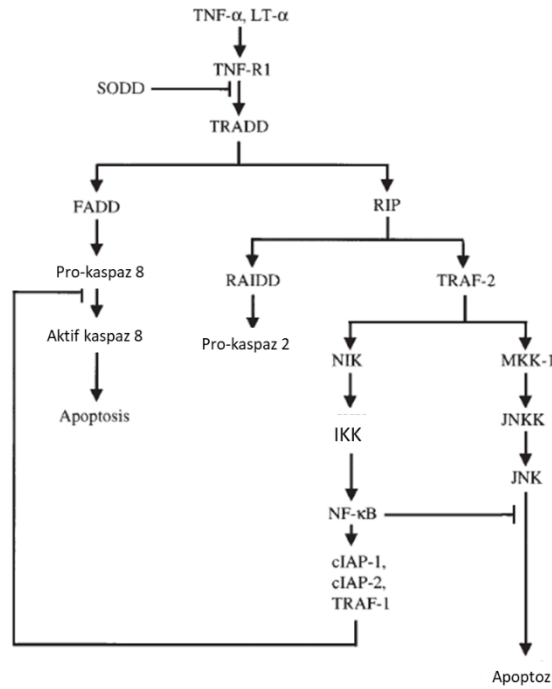 TNF-α, LT-α
TNF-R1
SODD
TRADD
FADD
RIP
Pro-kaspaz 8
RAIDD
TRAF-2
Aktif kaspaz 8
Pro-kaspaz 2
NIK
MKK-1
Apoptosis
IKK
JNKK
JNK
NF-κB
cIAP-1,
cIAP-2,
TRAF-1
Apoptoz